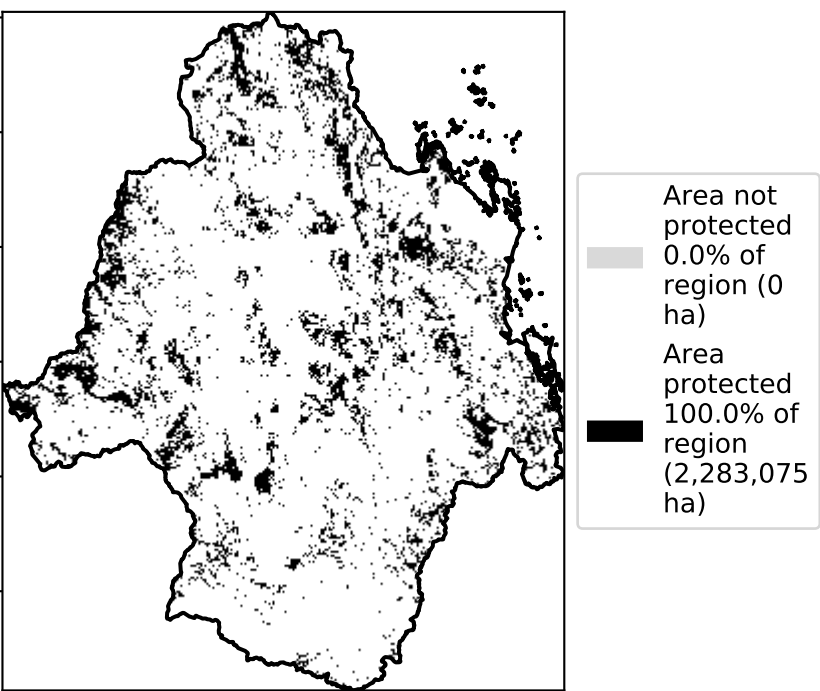 Area not
protected
0.0% of
region (0
ha)
Area
protected
100.0% of
region
(2,283,075
ha)